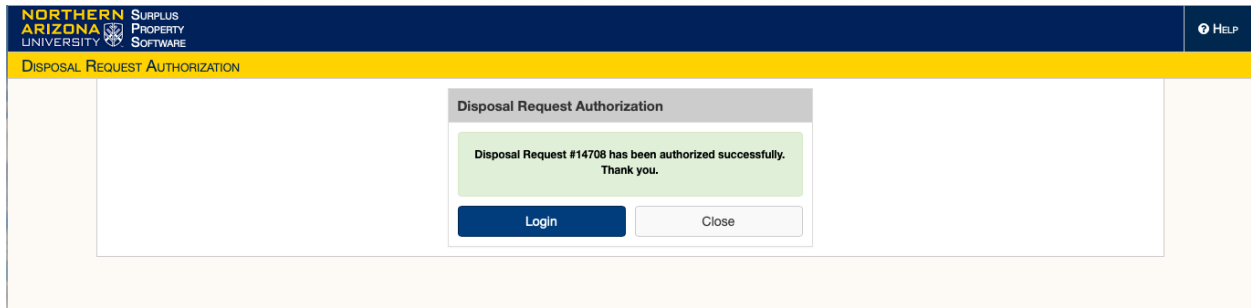 NORTHERN
ARIZONA
UNIVERSITY
SURPLUS
PROPERTY
SOFTWARE
HELP
DISPOSAL REQUEST AUTHORIZATION
Disposal Request Authorization
Disposal Request #14708 has been authorized successfully.
Thank you.
Login
Close